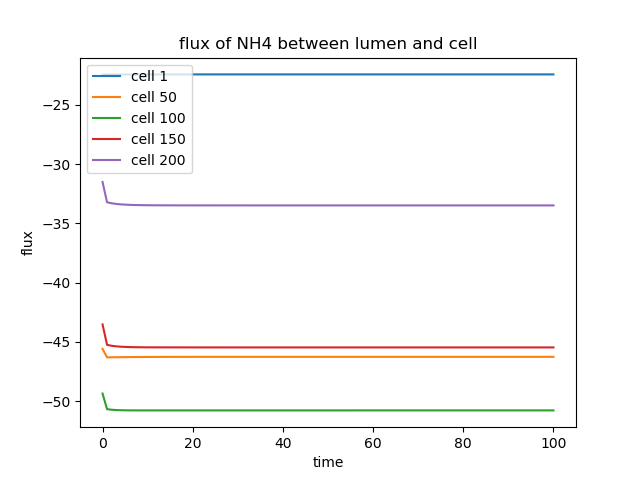 flux of NH4 between lumen and cell
cell 1
cell 50
cell 100
cell 150
cell 200
−25
−30
−35
−40
−45
−50
flux
0 20 40 60 80 100
time